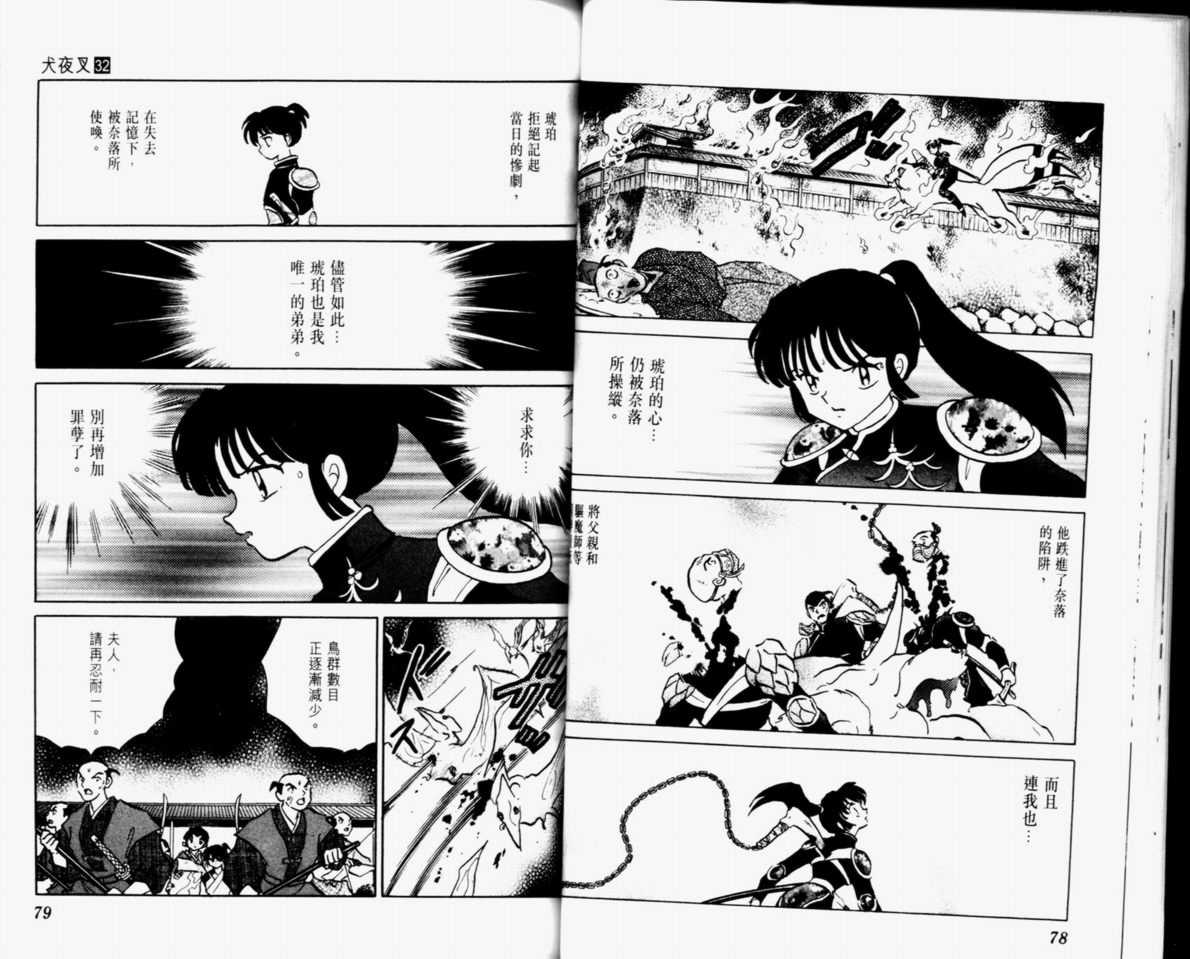 琥珀的心…
仍被奈落
所操縱。
他跌進了奈落
的陷阱，
將父親和
驅魔師等
而且
連我也…
78
犬夜叉32
琥珀
拒絕記起
當日的慘劇，
在失去
記憶下，
被奈落所
使喚。
儘管如此…
琥珀也是我
唯一的弟弟。
求求你…
別再增加
罪孽了。
鳥群數目
正逐漸減少。
夫人，
請再忍耐一下。
79